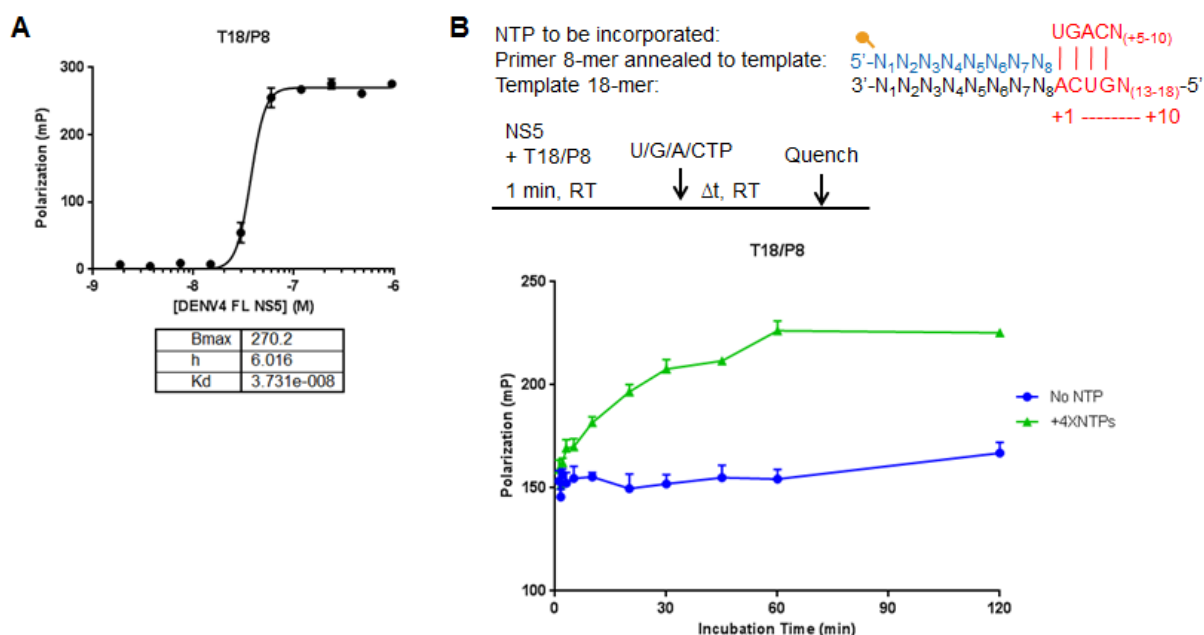 A
T18/P8
Polarization (mP)
300
200
100
0
-9 -8 -7 -6
[DENV4 FL NS5] (M)
Bmax 270.2
h 6.016
Kd 3.731e-008
B
NTP to be incorporated: UGACN(+5-10)
Primer 8-mer annealed to template: 5'-N1N2N3N4N5N6N7N8
Template 18-mer: 3'-N1N2N3N4N5N6N7N8ACUGN(13-18)-5'
+1 -------- +10
NS5
+ T18/P8
U/G/A/CTP
Quench
1 min, RT
Δt, RT
T18/P8
Polarization (mP)
250
200
150
100
0 30 60 90 120
Incubation Time (min)
No NTP
+4XNTPs